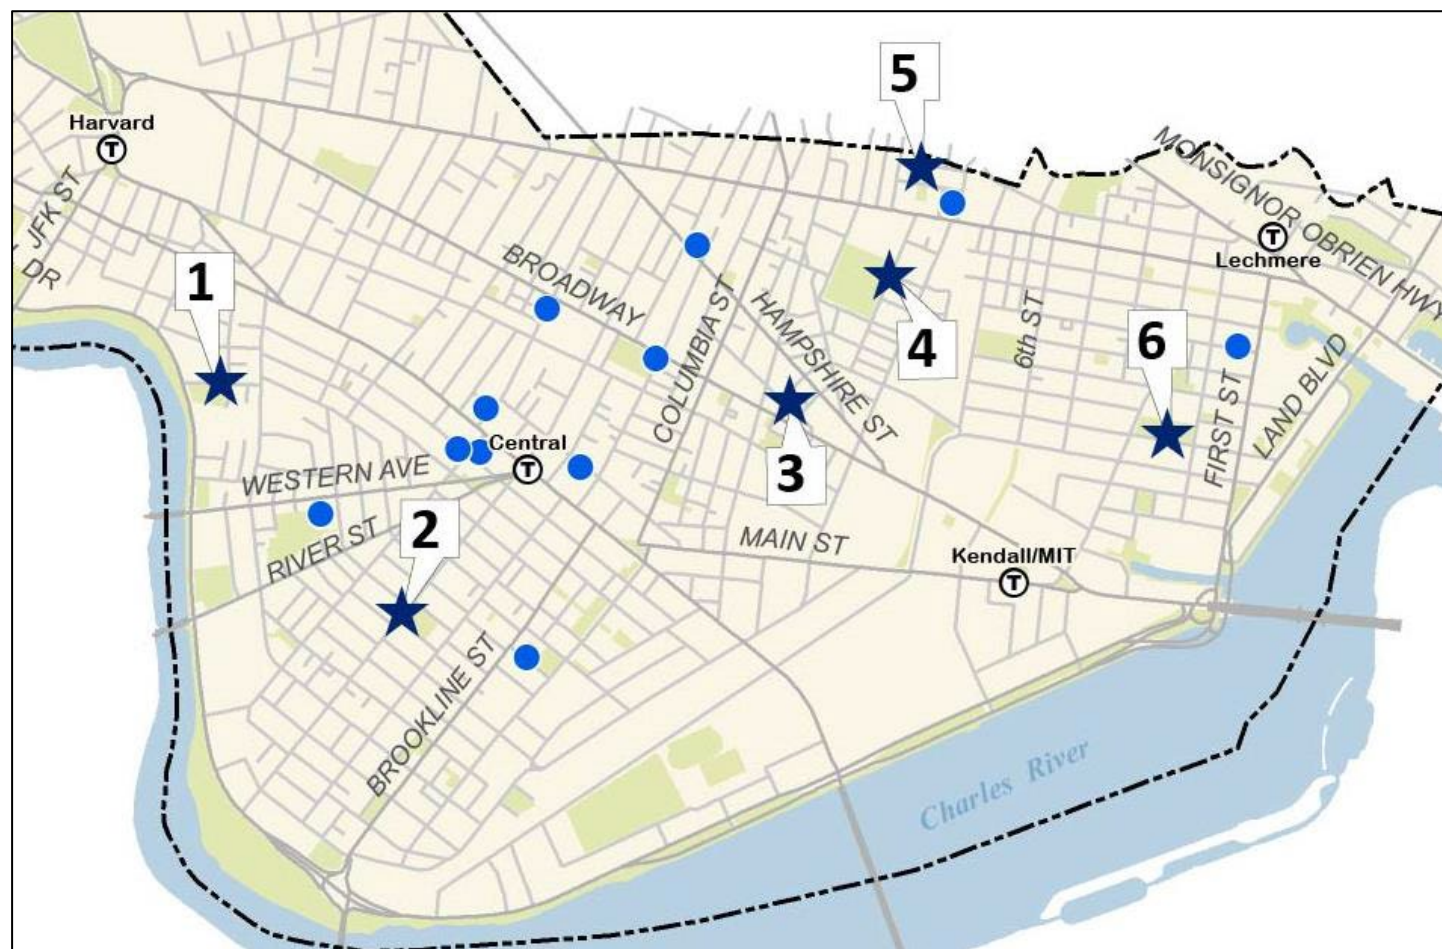 5
MONSIGNOR OBRIEN HWY
Harvard
T
JFK ST
DR
T
Lechmere
BROADWAY
1
COLUMBIA ST
HAMPSHIRE ST
4
6th ST
6
FIRST ST
LAND BLVD
Central
T
WESTERN AVE
3
2
RIVER ST
MAIN ST
Kendall/MIT
T
BROOKLINE ST
Charles River